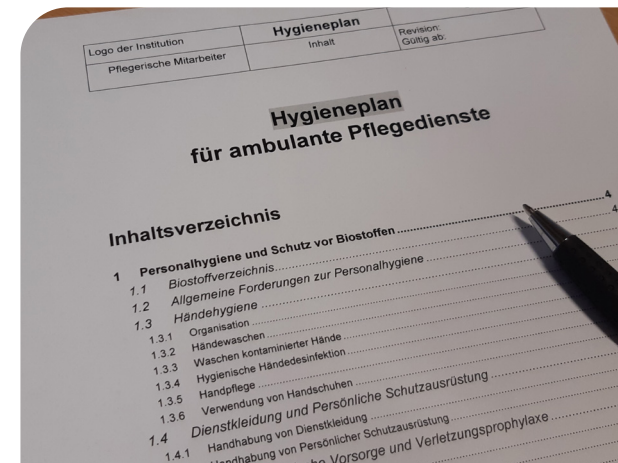 Logo der Institution
Hygieneplan
Pflegerische Mitarbeiter
Inhalt
Revision:
Gültig ab:
Hygieneplan
für ambulante Pflegedienste
Inhaltsverzeichnis
1 Personalhygiene und Schutz vor Biostoffen 4
1.1 Biostoffverzeichnis 4
1.2 Allgemeine Forderungen zur Personalhygiene
1.3 Händehygiene
1.3.1 Organisation
1.3.2 Händewaschen
1.3.3 Waschen kontaminierter Hände
1.3.4 Hygienische Händedesinfektion
1.3.5 Handpflege
1.3.6 Verwendung von Handschuhen
1.4 Dienstkleidung und Persönliche Schutzausrüstung
1.4.1 Handhabung von Dienstkleidung
Handhabung von Persönlicher Schutzausrüstung
Vorsorge und Verletzungsprophylaxe